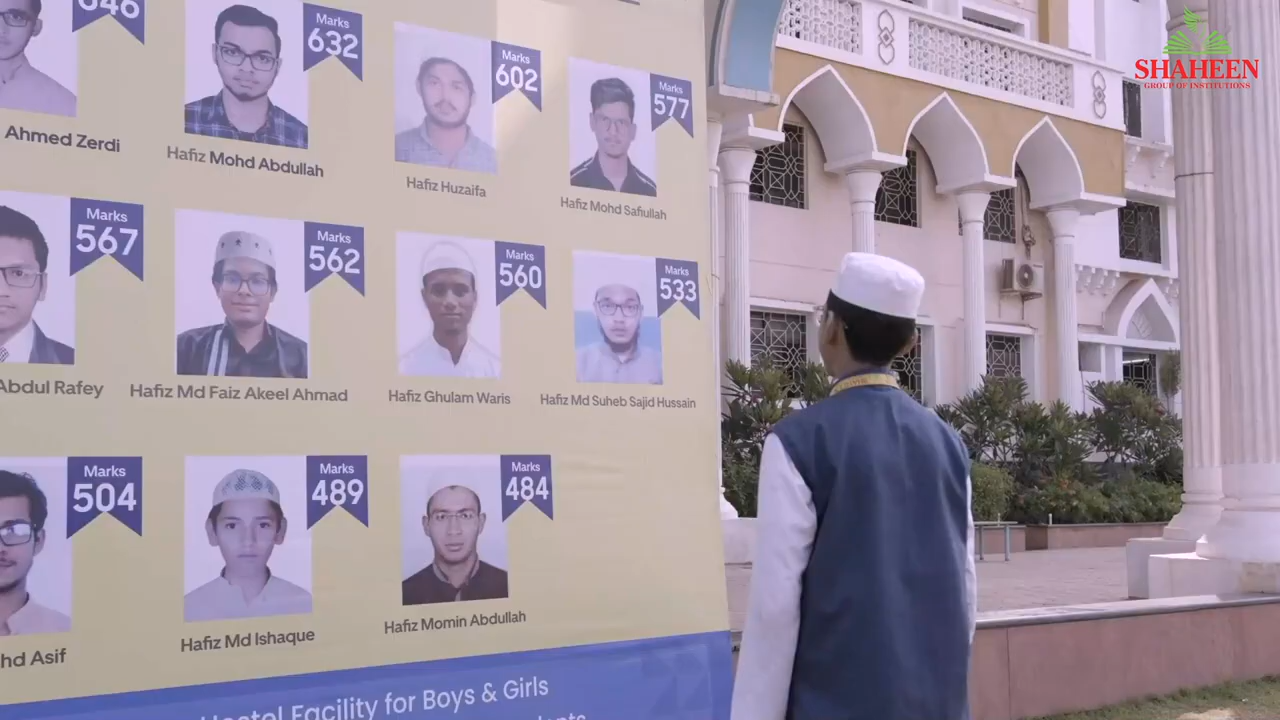 646
Marks
632
Marks
602
Marks
577
Ahmed Zerdi
Hafiz Mohd Abdullah
Hafiz Huzaifa
Hafiz Mohd Safiullah
Marks
567
Marks
562
Marks
560
Marks
533
Abdul Rafey
Hafiz Md Faiz Akeel Ahmad
Hafiz Ghulam Waris
Hafiz Md Suheb Sajid Hussain
Marks
504
Marks
489
Marks
484
hd Asif
Hafiz Md Ishaque
Hafiz Momin Abdullah
Hostel Facility for Boys & Girls
SHAHEEN
GROUP OF INSTITUTIONS